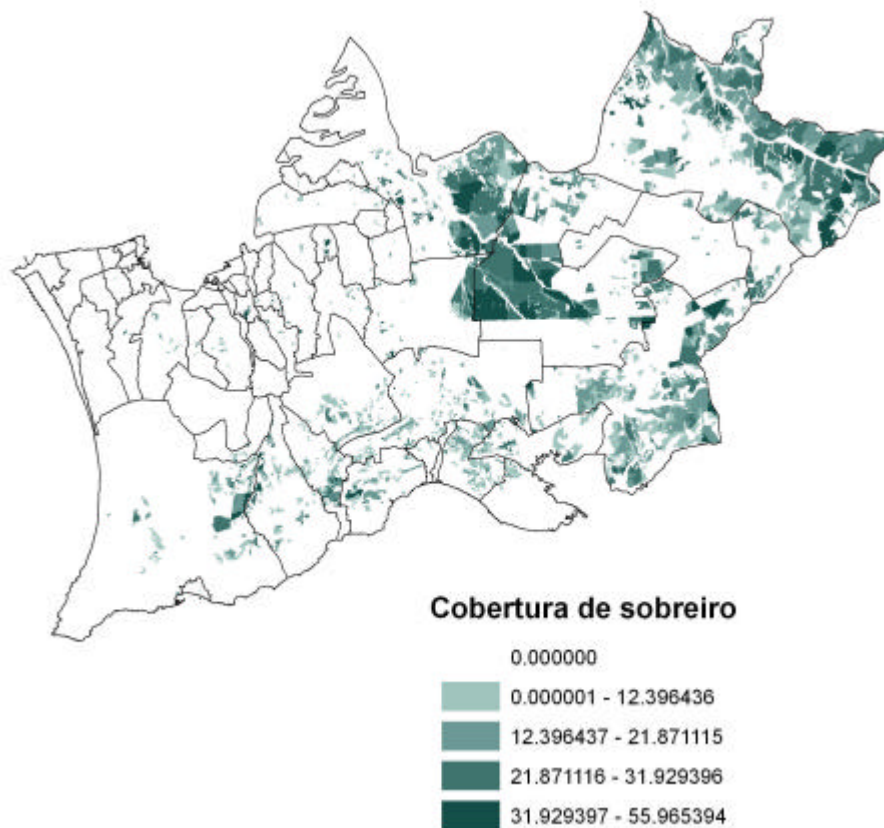 Cobertura de sobreiro
0.000000
0.000001 - 12.396436
12.396437 - 21.871115
21.871116 - 31.929396
31.929397 - 55.965394